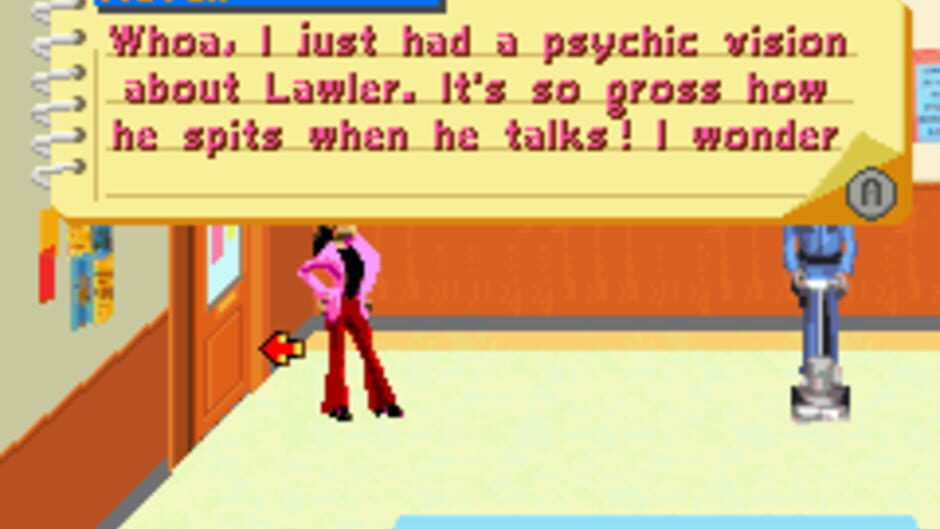 Whoa, I just had a psychic vision
about Lawler. It's so gross how
he spits when he talks! I wonder
A